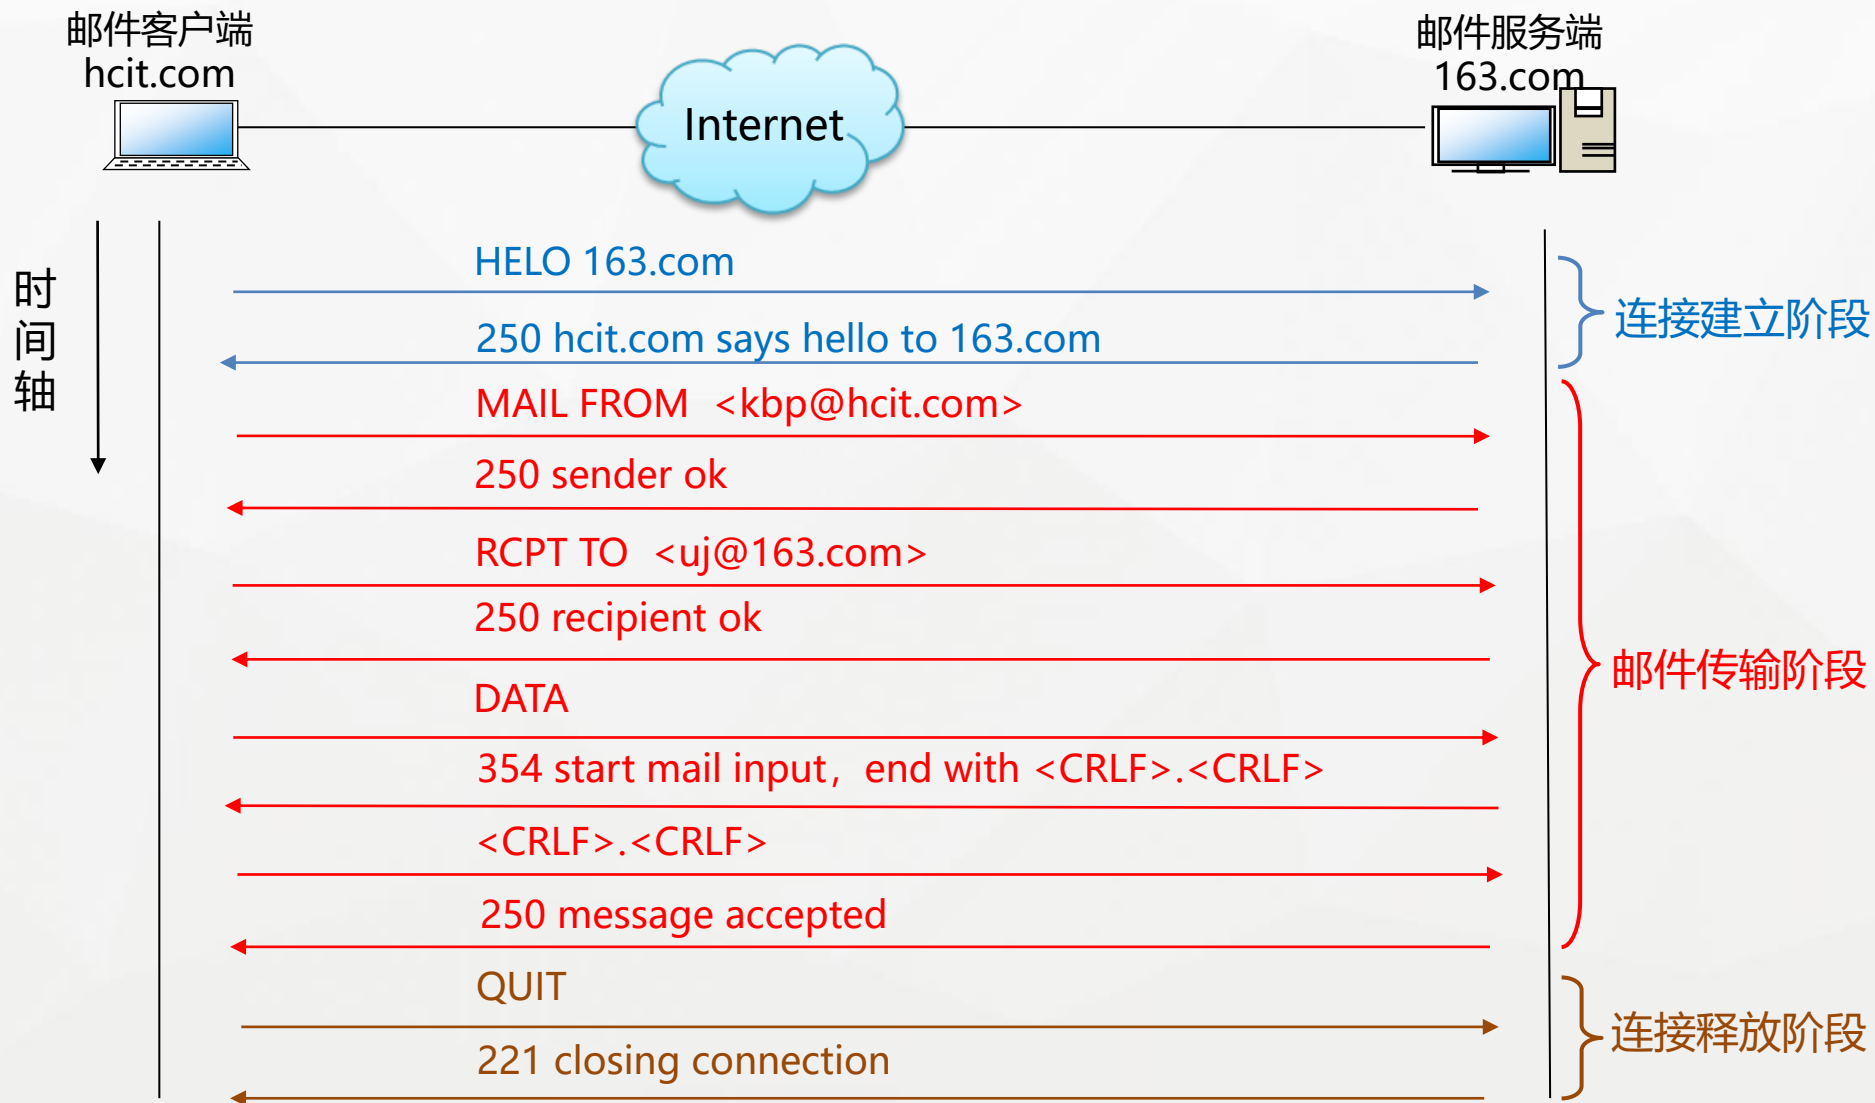 邮件客户端
hcit.com
邮件服务端
163.com
Internet
时
间
轴
HELO 163.com
250 hcit.com says hello to 163.com
连接建立阶段
MAIL FROM  <kbp@hcit.com>
250 sender ok
RCPT TO  <uj@163.com>
250 recipient ok
邮件传输阶段
DATA
354 start mail input，end with <CRLF>.<CRLF>
<CRLF>.<CRLF>
250 message accepted
QUIT
连接释放阶段
221 closing connection